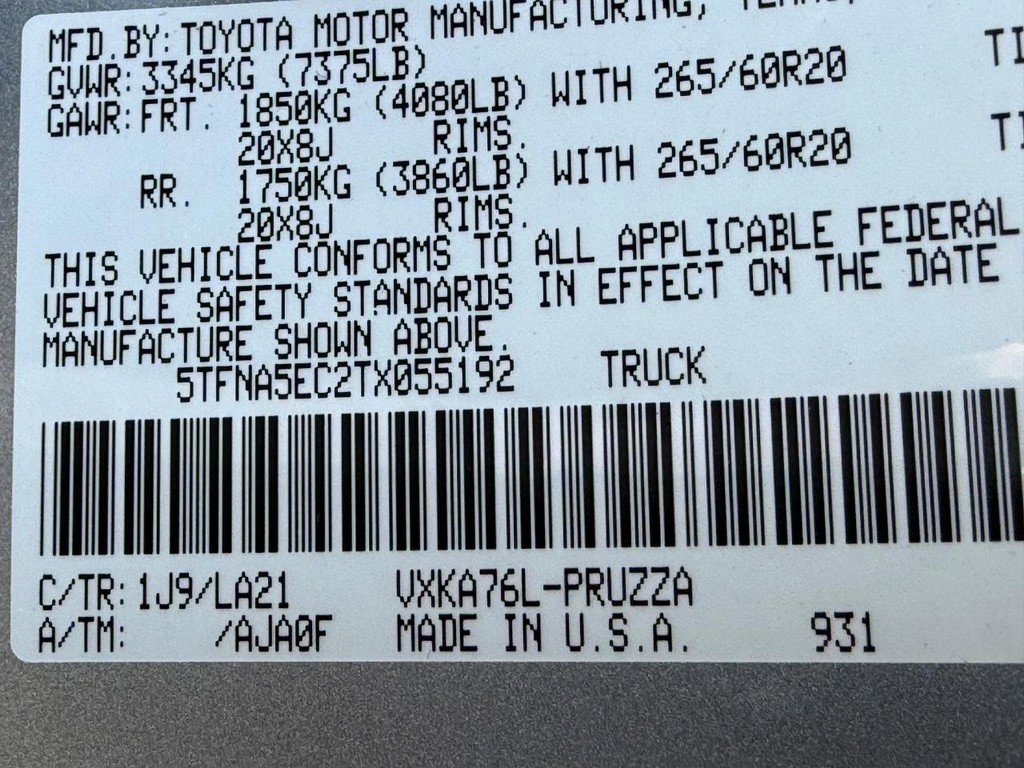 MFD.BY: TOYOTA MOTOR MANUFACTURING,
GVWR: 3345KG (7375LB)
GAWR: FRT. 1850KG (4080LB) WITH 265/60R20 TI
20X8J RIMS.
RR. 1750KG (3860LB) WITH 265/60R20 TI
20X8J RIMS.
THIS VEHICLE CONFORMS TO ALL APPLICABLE FEDERAL
VEHICLE SAFETY STANDARDS IN EFFECT ON THE DATE
MANUFACTURE SHOWN ABOVE.
5TFNA5EC2TX055192 TRUCK
C/TR: 1J9/LA21 VXKA76L-PRUZZA
A/TM: /AJA0F MADE IN U.S.A. 931